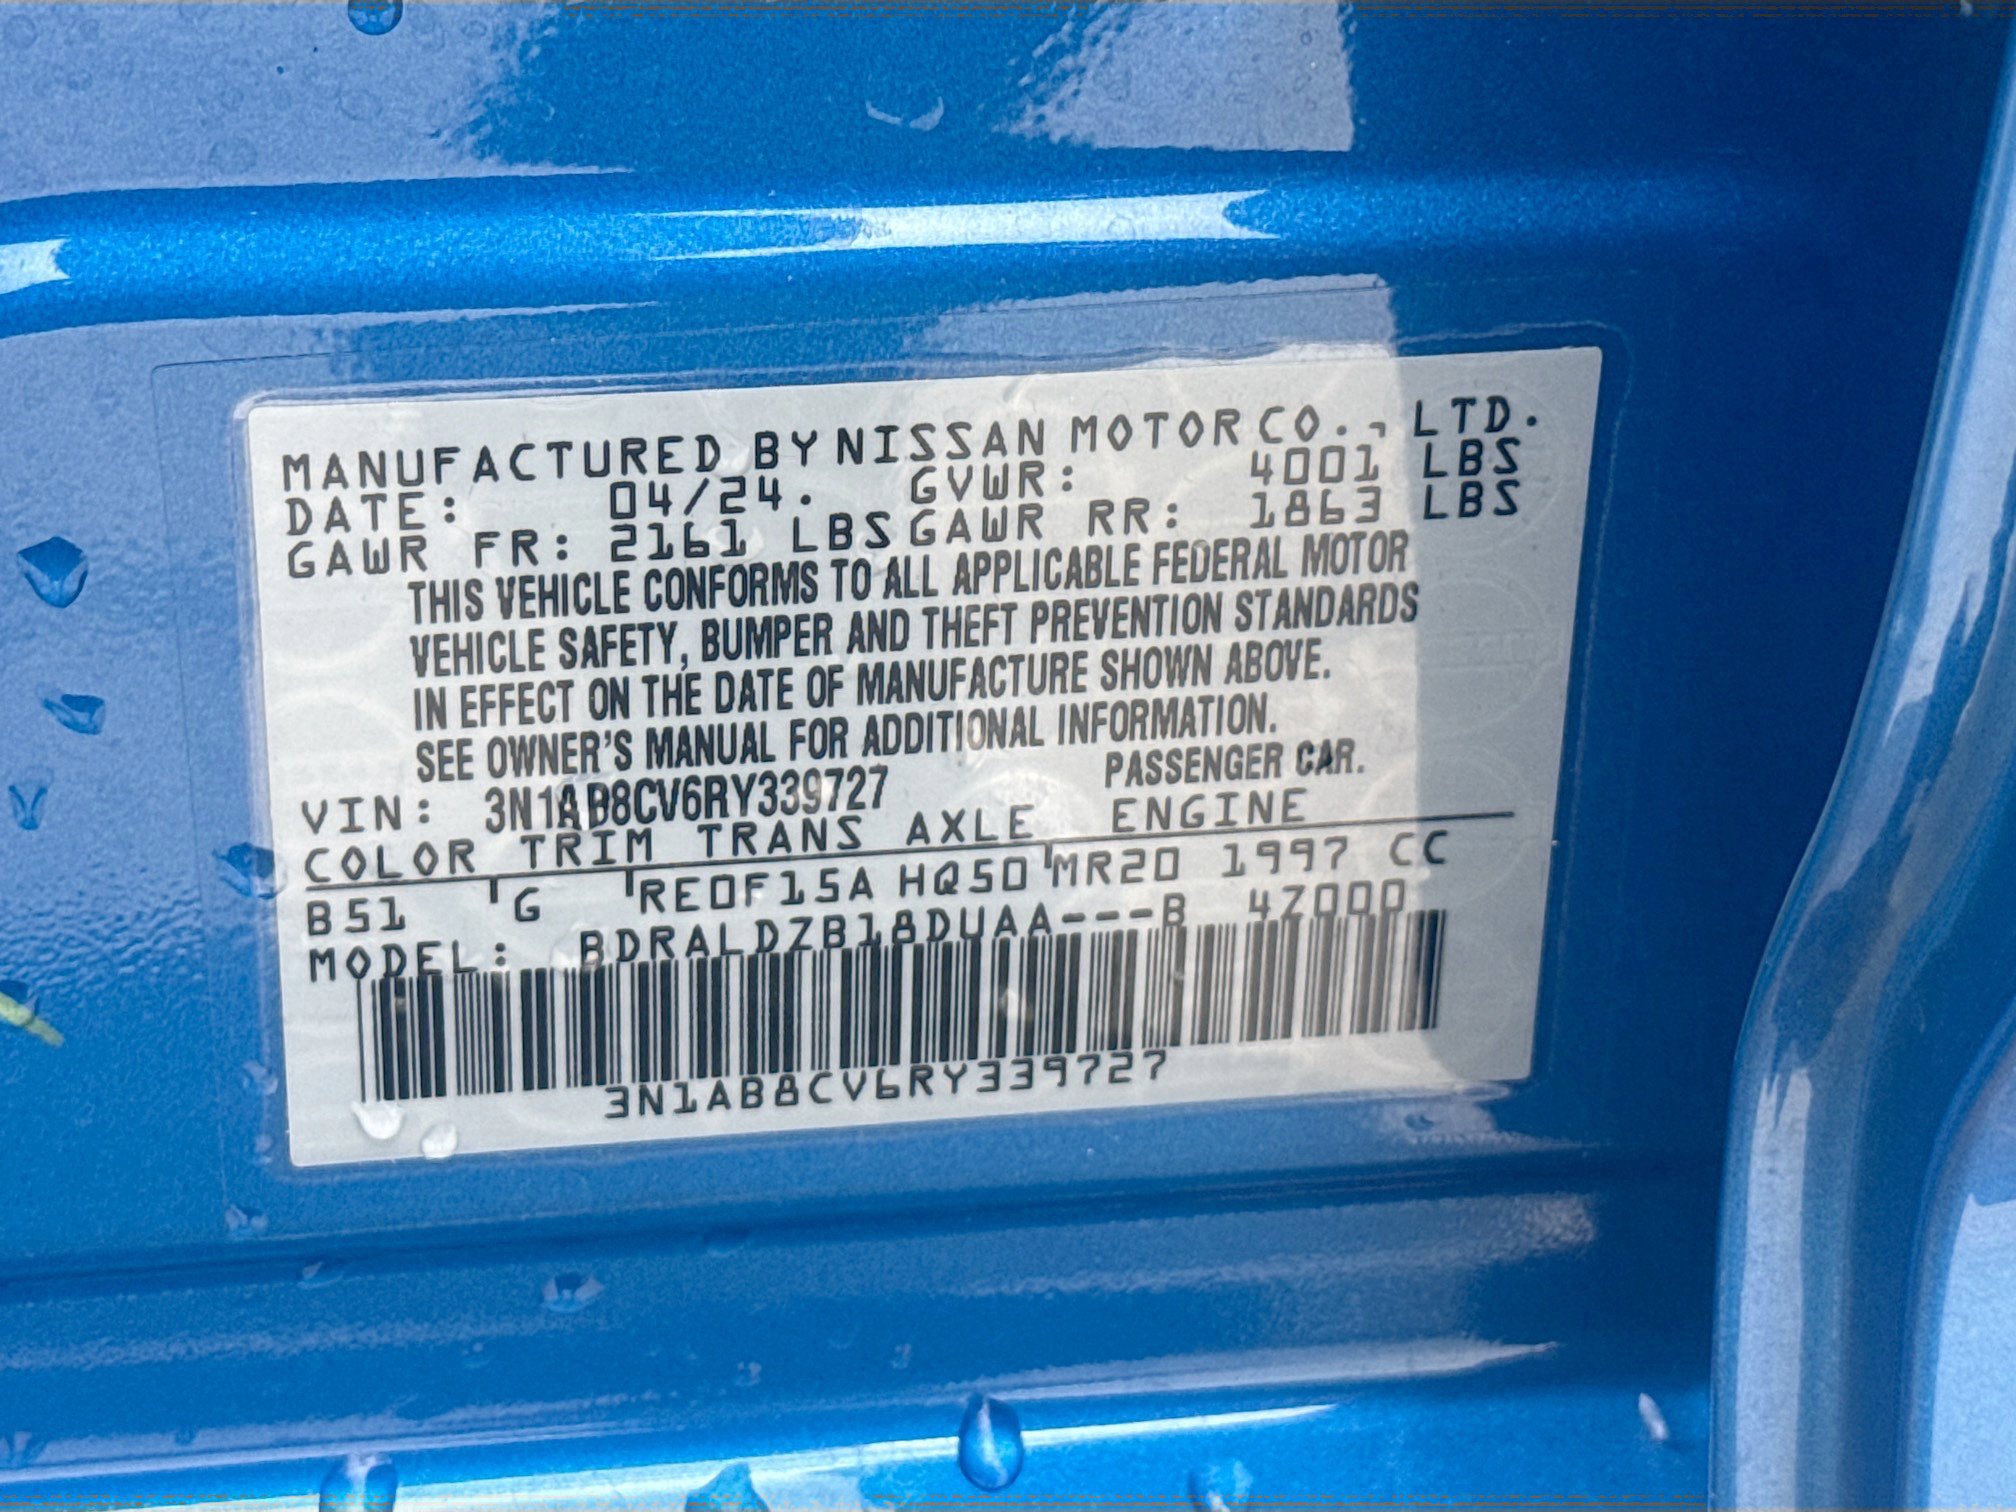 MANUFACTURED BY NISSAN MOTOR CO., LTD.
DATE: 04/24. GVWR: 4001 LBS
GAWR FR: 2161 LBS GAWR RR: 1863 LBS
THIS VEHICLE CONFORMS TO ALL APPLICABLE FEDERAL MOTOR
VEHICLE SAFETY, BUMPER AND THEFT PREVENTION STANDARDS
IN EFFECT ON THE DATE OF MANUFACTURE SHOWN ABOVE.
SEE OWNER'S MANUAL FOR ADDITIONAL INFORMATION.
VIN: 3N1AB8CV6RY339727 PASSENGER CAR.
COLOR TRIM TRANS AXLE ENGINE
B51 G RE0F15A HQ50 MR20 1997 CC
MODEL: BDRALDZB18DUAA---B 4Z000
3N1AB8CV6RY339727